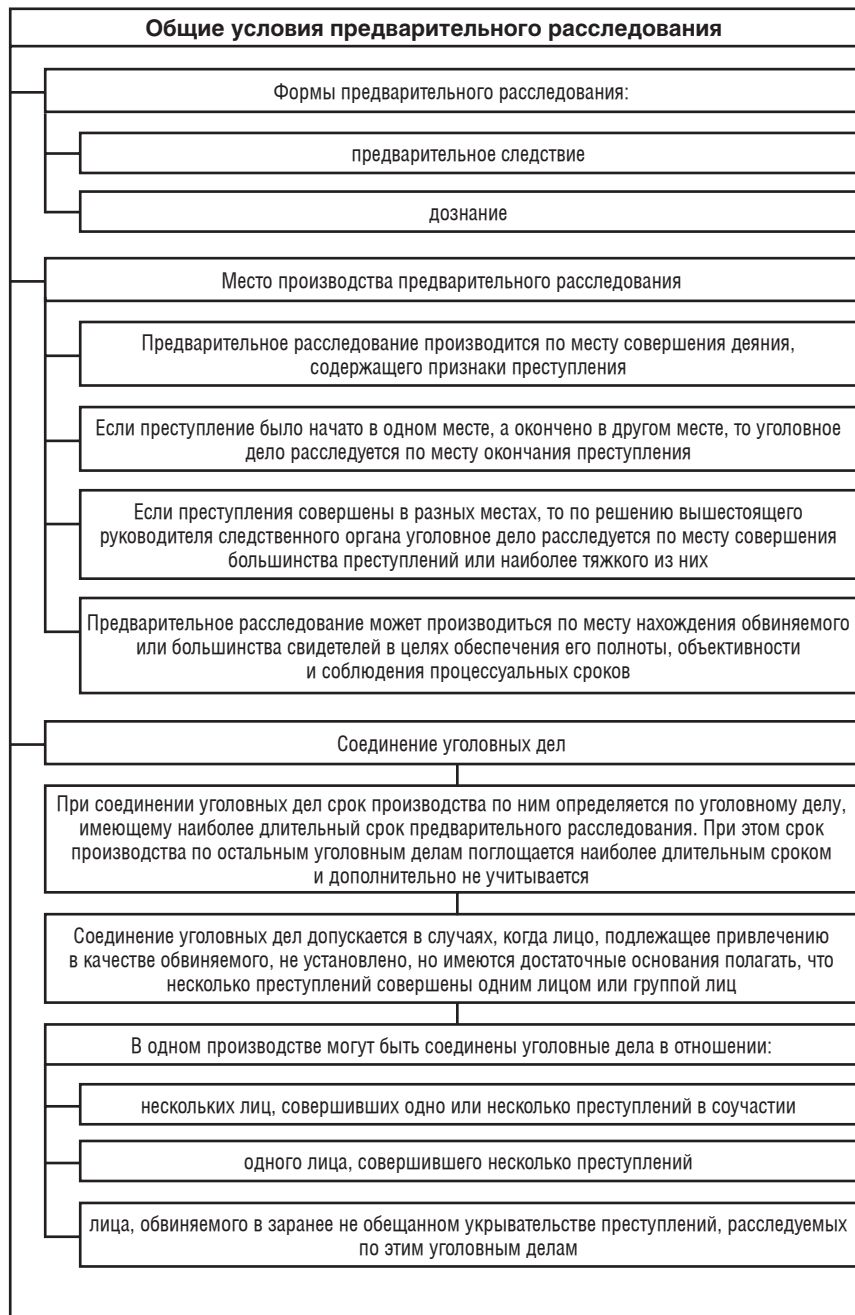 Общие условия предварительного расследования
Формы предварительного расследования:
предварительное следствие
дознание
Место производства предварительного расследования
Предварительное расследование производится по месту совершения деяния,
содержащего признаки преступления
Если преступление было начато в одном месте, а окончено в другом месте, то уголовное
дело расследуется по месту окончания преступления
Если преступления совершены в разных местах, то по решению вышестоящего
руководителя следственного органа уголовное дело расследуется по месту совершения
большинства преступлений или наиболее тяжкого из них
Предварительное расследование может производиться по месту нахождения обвиняемого
или большинства свидетелей в целях обеспечения его полноты, объективности
и соблюдения процессуальных сроков
Соединение уголовных дел
При соединении уголовных дел срок производства по ним определяется по уголовному делу,
имеющему наиболее длительный срок предварительного расследования. При этом срок
производства по остальным уголовным делам поглощается наиболее длительным сроком
и дополнительно не учитывается
Соединение уголовных дел допускается в случаях, когда лицо, подлежащее привлечению
в качестве обвиняемого, не установлено, но имеются достаточные основания полагать, что
несколько преступлений совершены одним лицом или группой лиц
В одном производстве могут быть соединены уголовные дела в отношении:
нескольких лиц, совершивших одно или несколько преступлений в соучастии
одного лица, совершившего несколько преступлений
лица, обвиняемого в заранее не обещанном укрывательстве преступлений, расследуемых
по этим уголовным делам